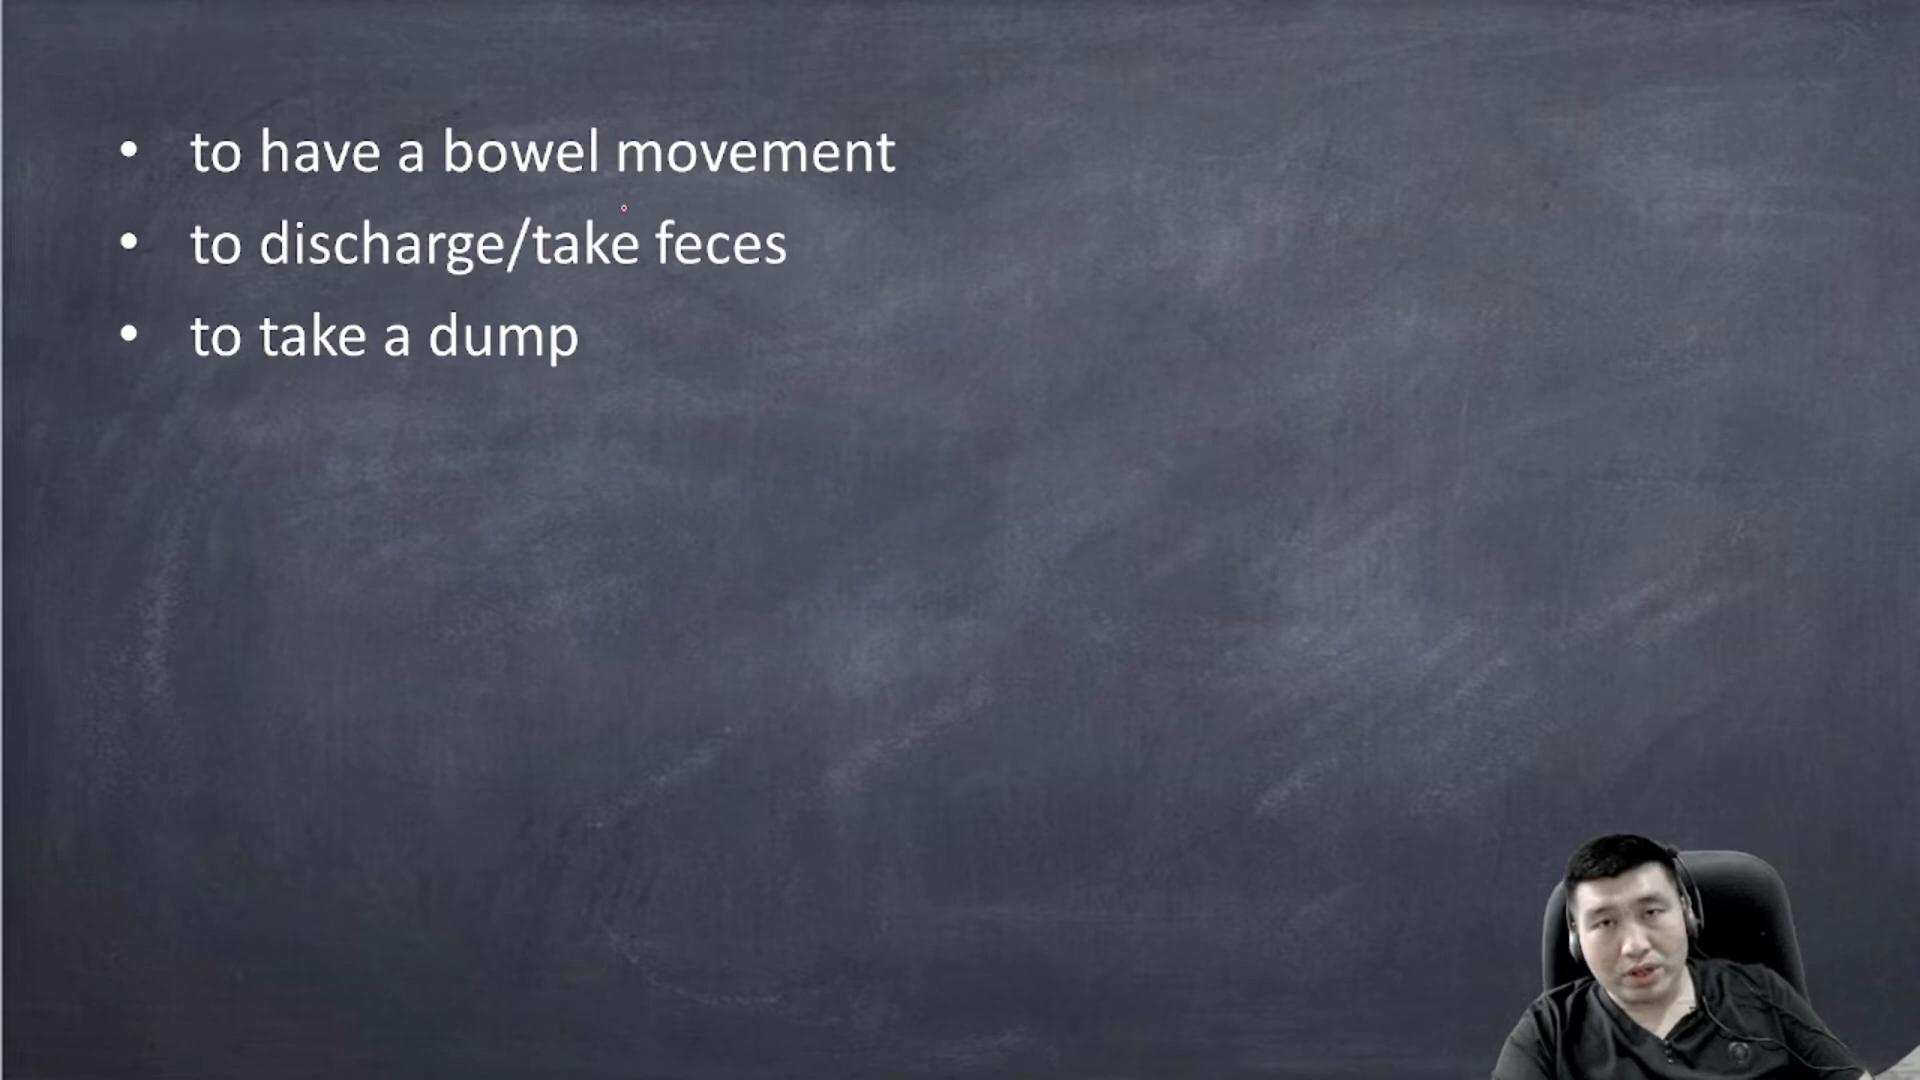 • to have a bowel movement
• to discharge/take feces
• to take a dump